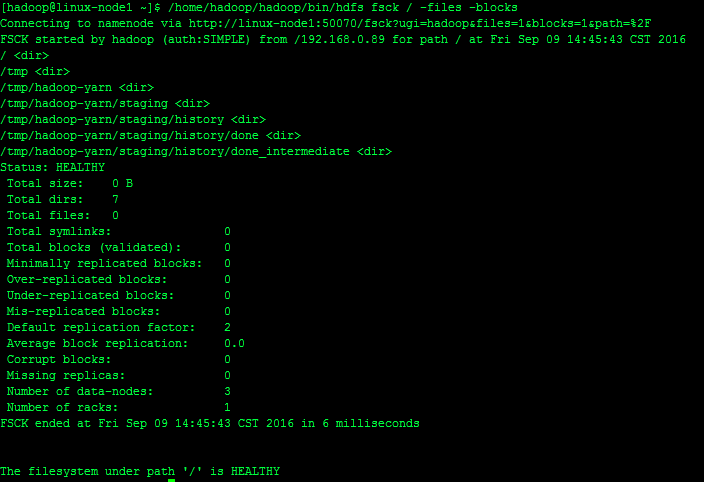 [hadoop@linux-node1 ~]$ /home/hadoop/hadoop/bin/hdfs fsck / -files -blocks
Connecting to namenode via http://linux-node1:50070/fsck?ugi=hadoop&files=1&blocks=1&path=%2F
FSCK started by hadoop (auth:SIMPLE) from /192.168.0.89 for path / at Fri Sep 09 14:45:43 CST 2016
/ <dir>
/tmp <dir>
/tmp/hadoop-yarn <dir>
/tmp/hadoop-yarn/staging <dir>
/tmp/hadoop-yarn/staging/history <dir>
/tmp/hadoop-yarn/staging/history/done <dir>
/tmp/hadoop-yarn/staging/history/done_intermediate <dir>
Status: HEALTHY
Total size: 0 B
Total dirs: 7
Total files: 0
Total symlinks: 0
Total blocks (validated): 0
Minimally replicated blocks: 0
Over-replicated blocks: 0
Under-replicated blocks: 0
Mis-replicated blocks: 0
Default replication factor: 2
Average block replication: 0.0
Corrupt blocks: 0
Missing replicas: 0
Number of data-nodes: 3
Number of racks: 1
FSCK ended at Fri Sep 09 14:45:43 CST 2016 in 6 milliseconds
The filesystem under path '/' is HEALTHY